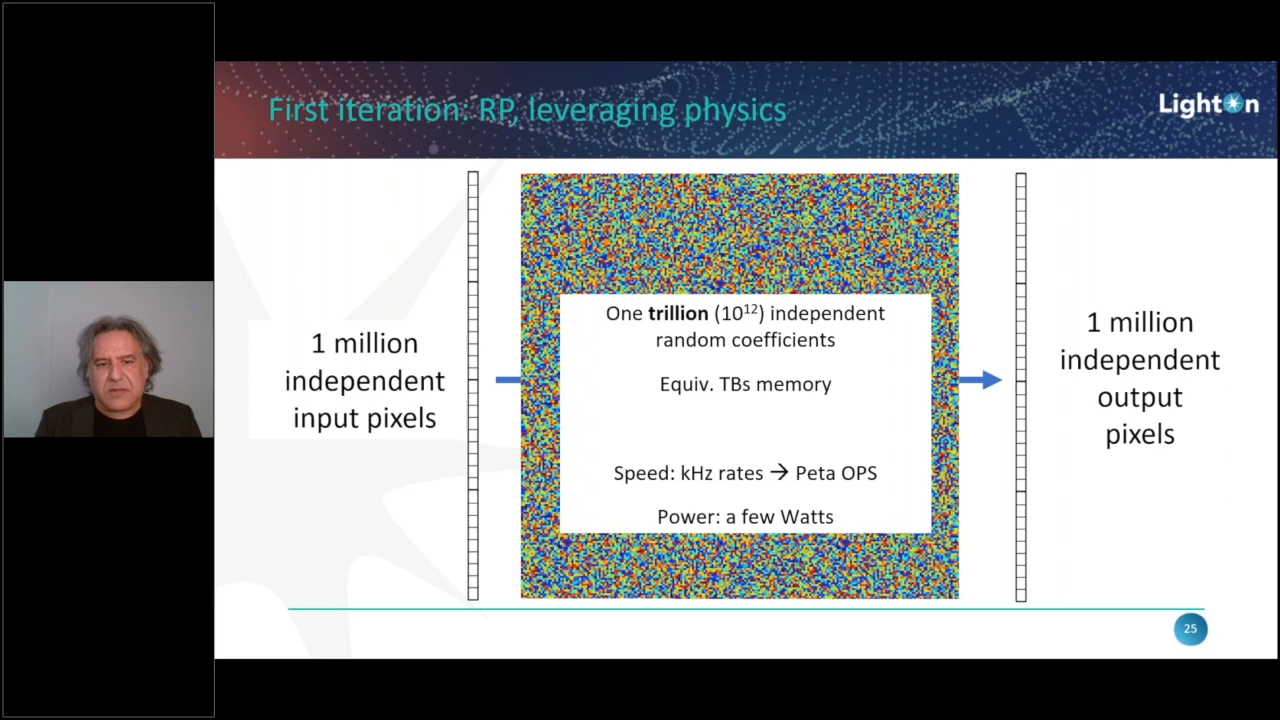 First iteration: RP, leveraging physics
LightOn
1 million
independent
input pixels
One trillion (10¹²) independent
random coefficients
Equiv. TBs memory
Speed: kHz rates → Peta OPS
Power: a few Watts
1 million
independent
output
pixels
25